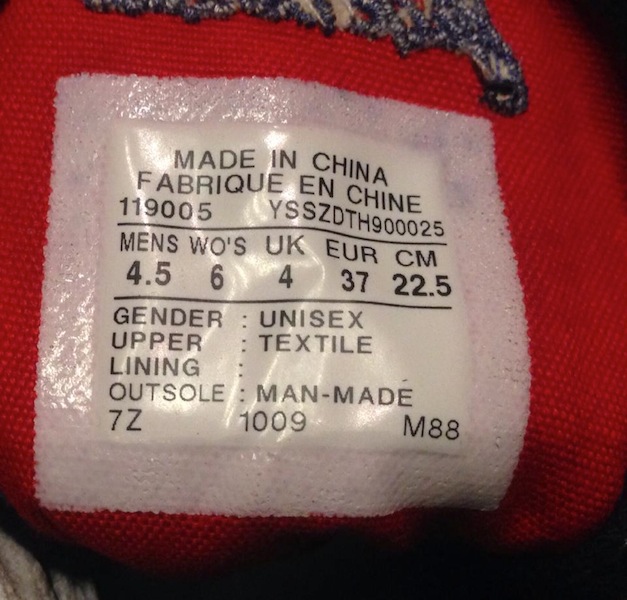 MADE IN CHINA
FABRIQUE EN CHINE
119005 YSSZDTH900025
MENS WO'S UK EUR CM
4.5 6 4 37 22.5
GENDER : UNISEX
UPPER : TEXTILE
LINING :
OUTSOLE : MAN-MADE
7Z 1009 M88